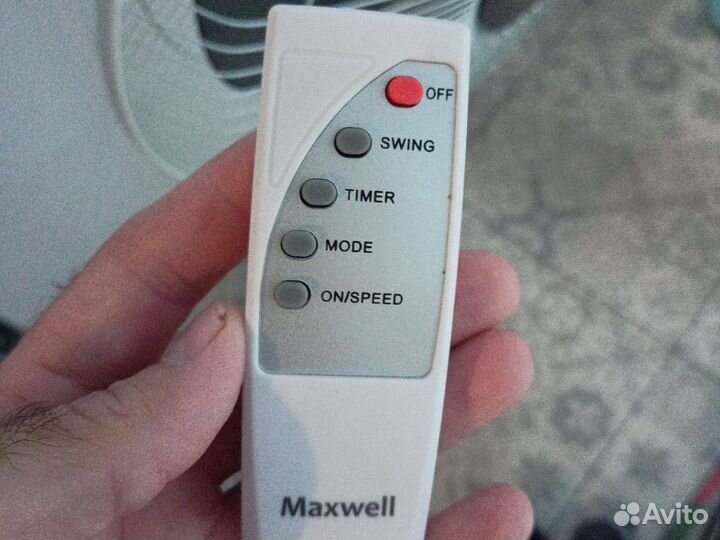 OFF
SWING
TIMER
MODE
ON/SPEED
Maxwell
Avito